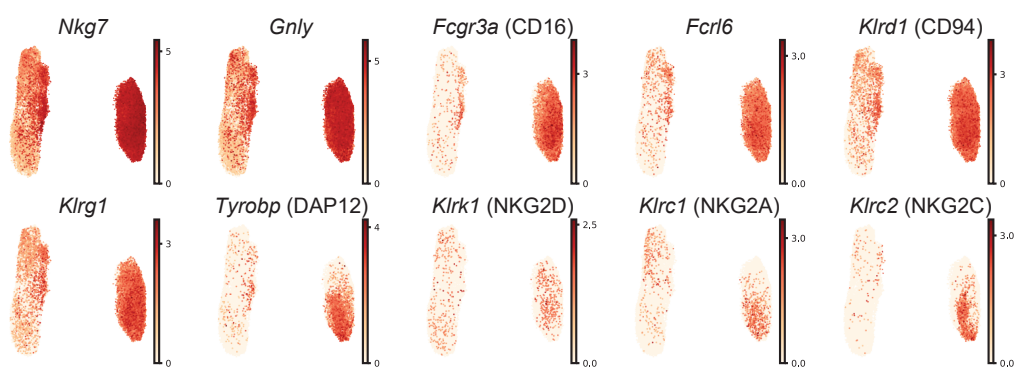 Nkg7 Gnly Fcgr3a (CD16) Fcrl6 Klrd1 (CD94)
5 5 3 3.0 3
0 0 0 0.0 0
Klrg1 Tyrobp (DAP12) Klrk1 (NKG2D) Klrc1 (NKG2A) Klrc2 (NKG2C)
3 4 2.5 3.0 3.0
0 0 0.0 0.0 0.0